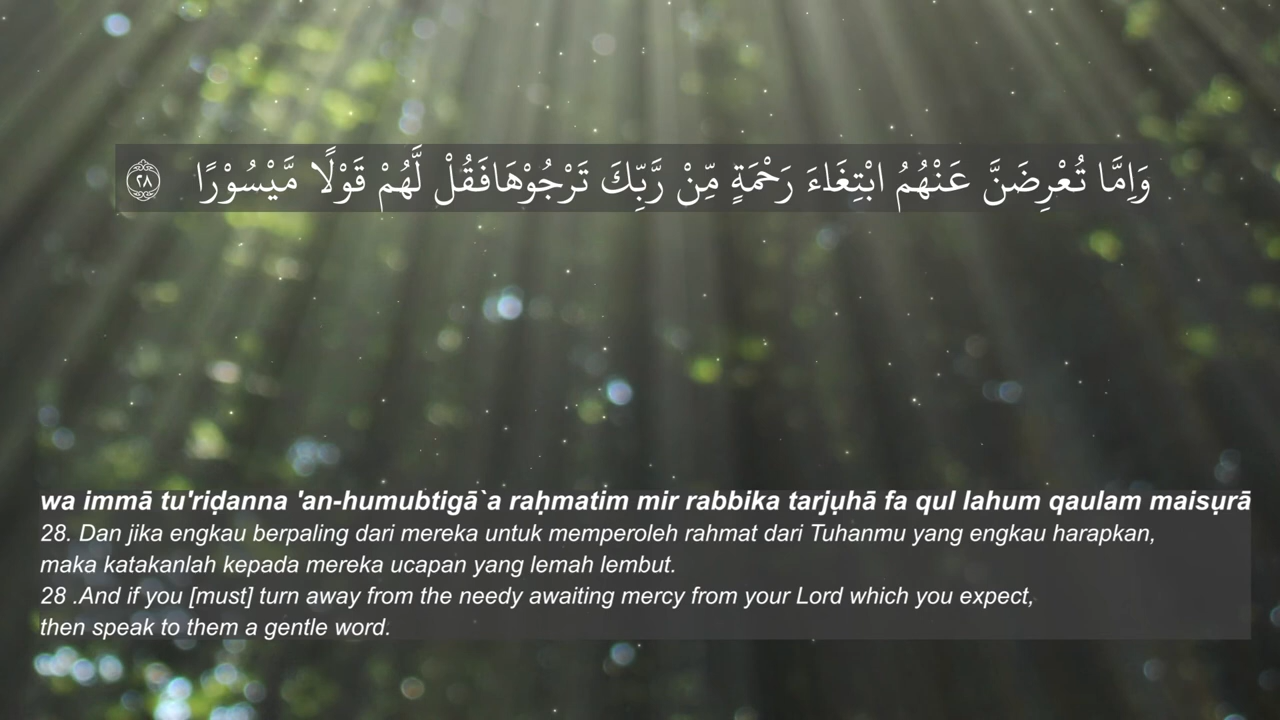 وَاِمَّا تُعْرِضَنَّ عَنْهُمُ ابْتِغَاءَ رَحْمَةٍ مِّنْ رَّبِّكَ تَرْجُوْهَافَقُلْ لَّهُمْ قَوْلًا مَّيْسُوْرًا ٢٨
wa immā tu'riḍanna 'an-humubtigā`a raḥmatim mir rabbika tarjụhā fa qul lahum qaulam maisụrā
28. Dan jika engkau berpaling dari mereka untuk memperoleh rahmat dari Tuhanmu yang engkau harapkan,
maka katakanlah kepada mereka ucapan yang lemah lembut.
28 .And if you [must] turn away from the needy awaiting mercy from your Lord which you expect,
then speak to them a gentle word.